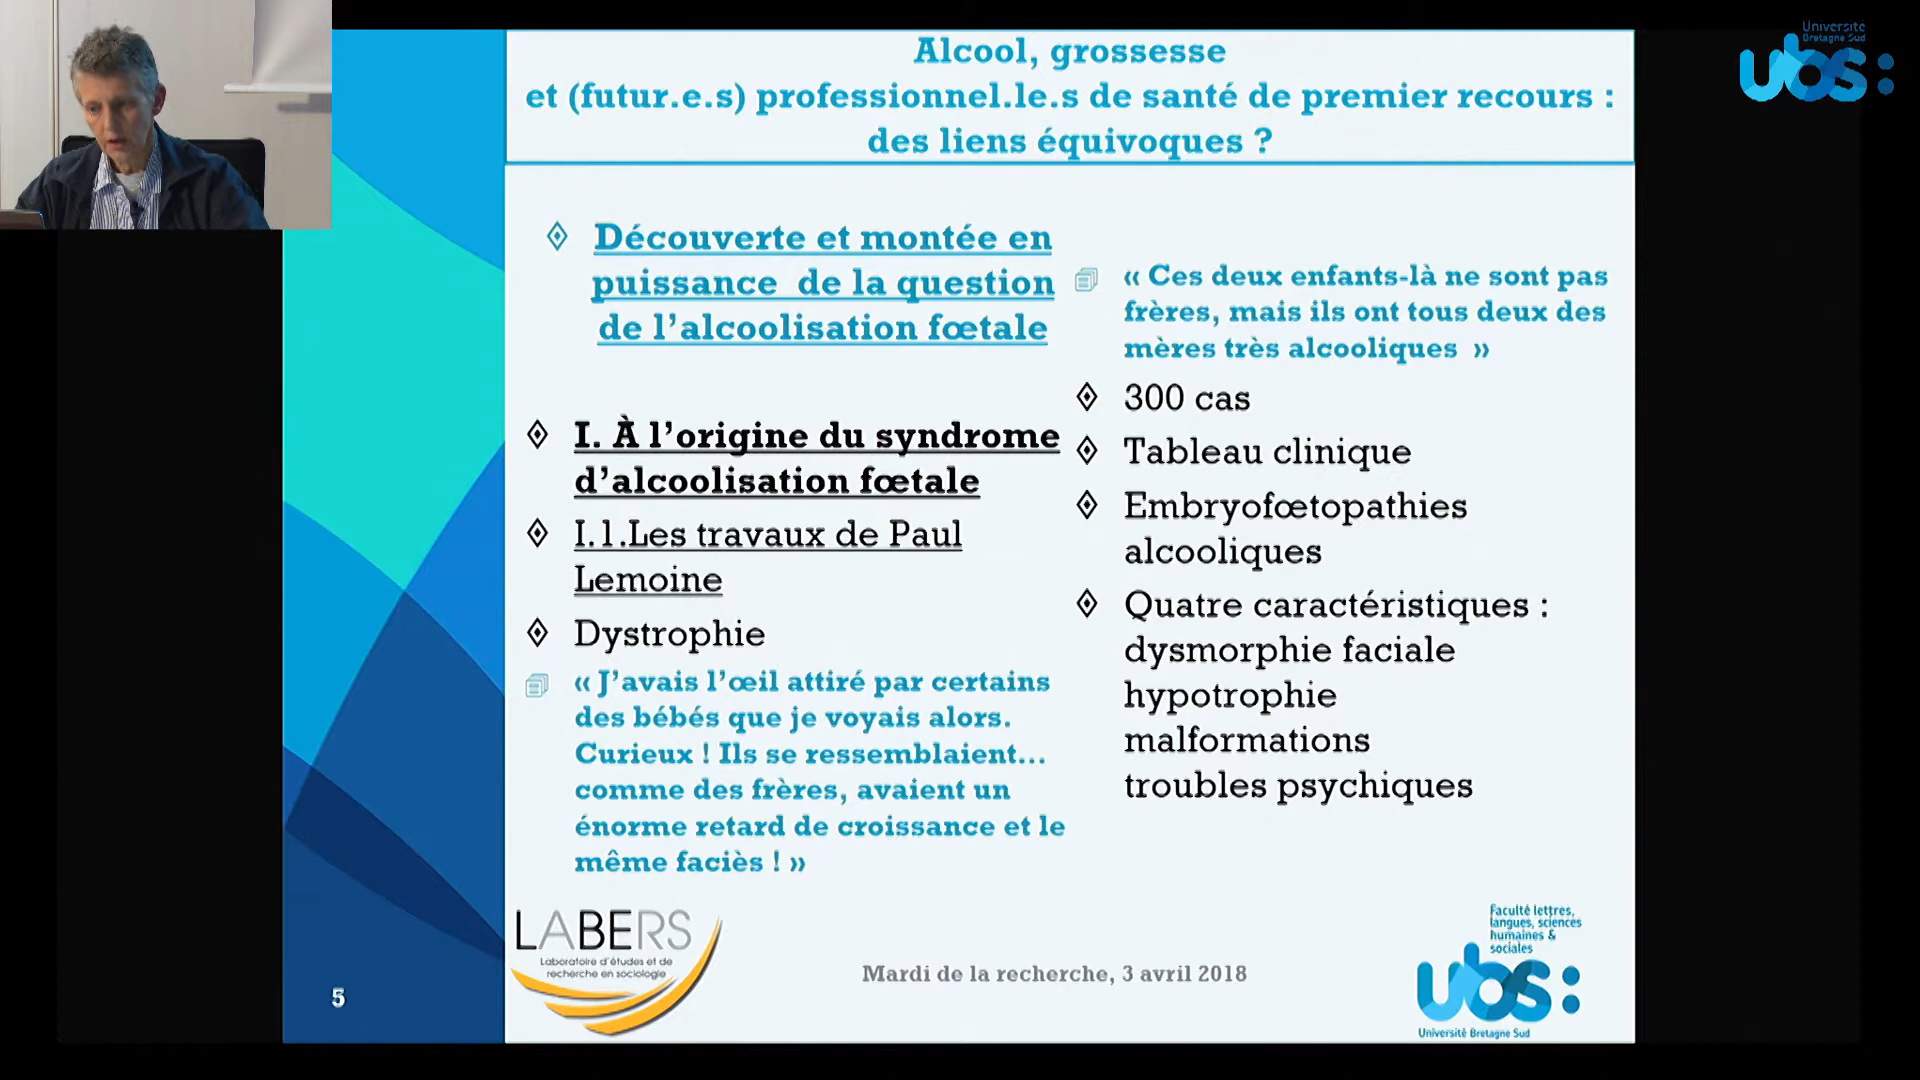 Alcool, grossesse
et (futur.e.s) professionnel.le.s de santé de premier recours :
des liens équivoques ?
Université
Bretagne Sud
ubs:
Découverte et montée en
puissance de la question
de l'alcoolisation fœtale
I. À l'origine du syndrome
d'alcoolisation fœtale
I.1.Les travaux de Paul
Lemoine
Dystrophie
« J'avais l'œil attiré par certains
des bébés que je voyais alors.
Curieux ! Ils se ressemblaient…
comme des frères, avaient un
énorme retard de croissance et le
même faciès ! »
« Ces deux enfants-là ne sont pas
frères, mais ils ont tous deux des
mères très alcooliques »
300 cas
Tableau clinique
Embryofœtopathies
alcooliques
Quatre caractéristiques :
dysmorphie faciale
hypotrophie
malformations
troubles psychiques
LABERS
Laboratoire d'études et de
recherche en sociologie
5
Mardi de la recherche, 3 avril 2018
Faculté lettres,
langues, sciences
humaines &
sociales
ubs:
Université Bretagne Sud